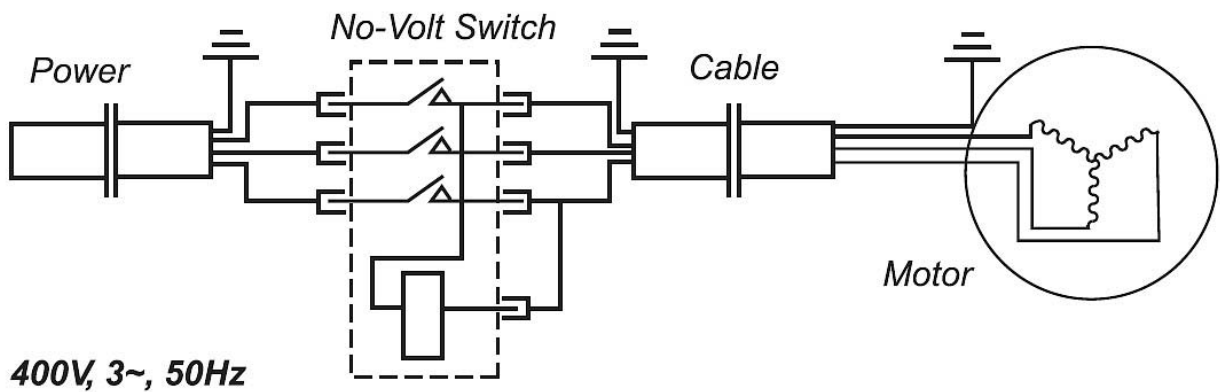 No-Volt Switch
Power
Cable
Motor
400V, 3~, 50Hz